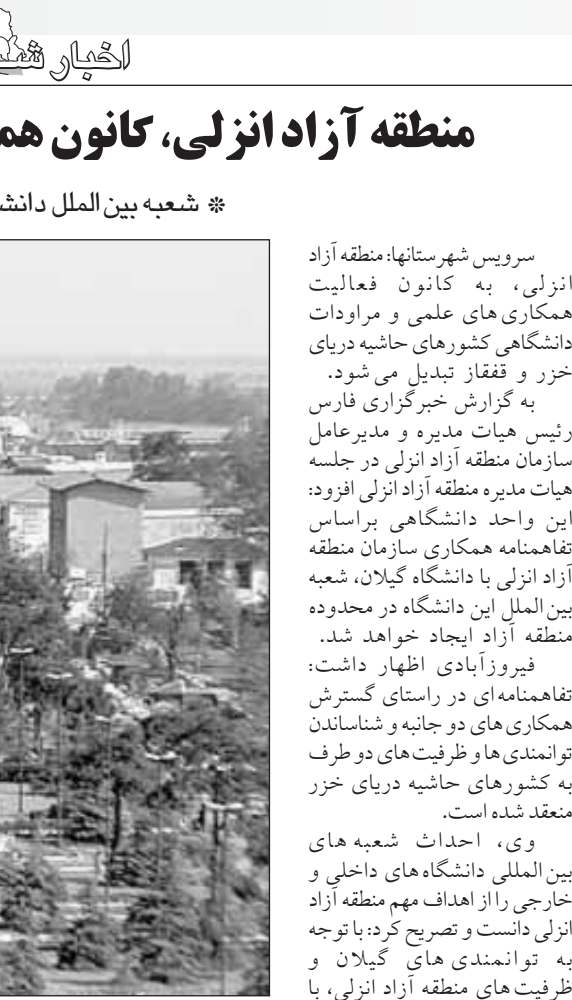 اخبار
منطقه آزاد انزلی، کانون
* شعبه بین الملل
سرویس شهرستانها: منطقه آزاد
انزلی، به کانون فعالیت
همکاری های علمی و مراودات
دانشگاهی کشورهای حاشیه دریای
خزر و قفقاز تبدیل می شود.
به گزارش خبرگزاری فارس
رئیس هیات مدیره و مدیرعامل
سازمان منطقه آزاد انزلی در جلسه
هیات مدیره منطقه آزاد انزلی افزود:
این واحد دانشگاهی براساس
تفاهمنامه همکاری سازمان منطقه
آزاد انزلی با دانشگاه گیلان، شعبه
بین الملل این دانشگاه در محدوده
منطقه آزاد ایجاد خواهد شد.
فیروزآبادی اظهار داشت:
تفاهمنامه ای در راستای گسترش
همکاری های دو جانبه و شناساندن
توانمندی ها و ظرفیت های دو طرف
به کشورهای حاشیه دریای خزر
منعقد شده است.
وی، احداث شعبه های
بین المللی دانشگاه های داخلی و
خارجی را از اهداف مهم منطقه آزاد
انزلی دانست و تصریح کرد: با توجه
به توانمندی های گیلان و
ظرفیت های منطقه آزاد انزلی، با